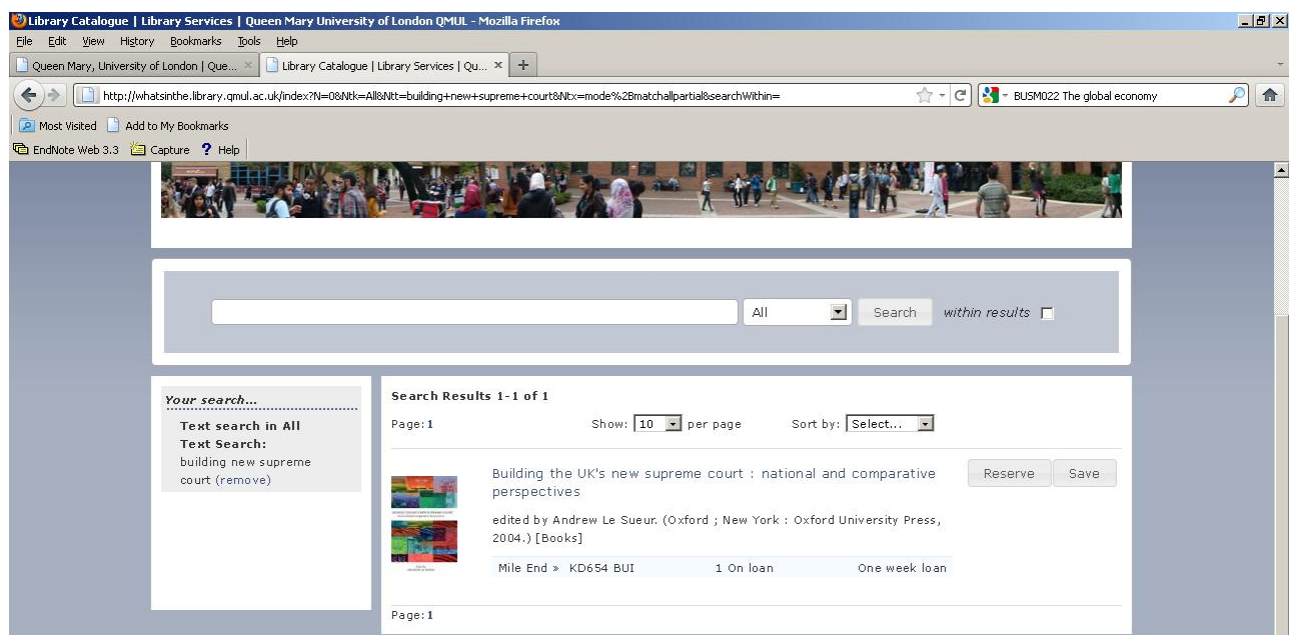 Library Catalogue | Library Services | Queen Mary University of London QMUL - Mozilla Firefox
File Edit View History Bookmarks Tools Help
Queen Mary, University of London | Que... Library Catalogue | Library Services | Qu...
http://whatsinthe.library.qmul.ac.uk/index?N=0&Ntk=All&Ntt=building+new+supreme+court&Ntx=mode%2Bmatchallpartial&searchWithin= BUSM022 The global economy
Most Visited Add to My Bookmarks
EndNote Web 3.3 Capture ? Help
All Search within results
Your search...
Text search in All
Text Search:
building new supreme
court (remove)
Search Results 1-1 of 1
Page: 1 Show: 10 per page Sort by: Select...
Building the UK's new supreme court : national and comparative
perspectives
Reserve Save
edited by Andrew Le Sueur. (Oxford ; New York : Oxford University Press,
2004.) [Books]
Mile End » KD654 BUI 1 On loan One week loan
Page: 1